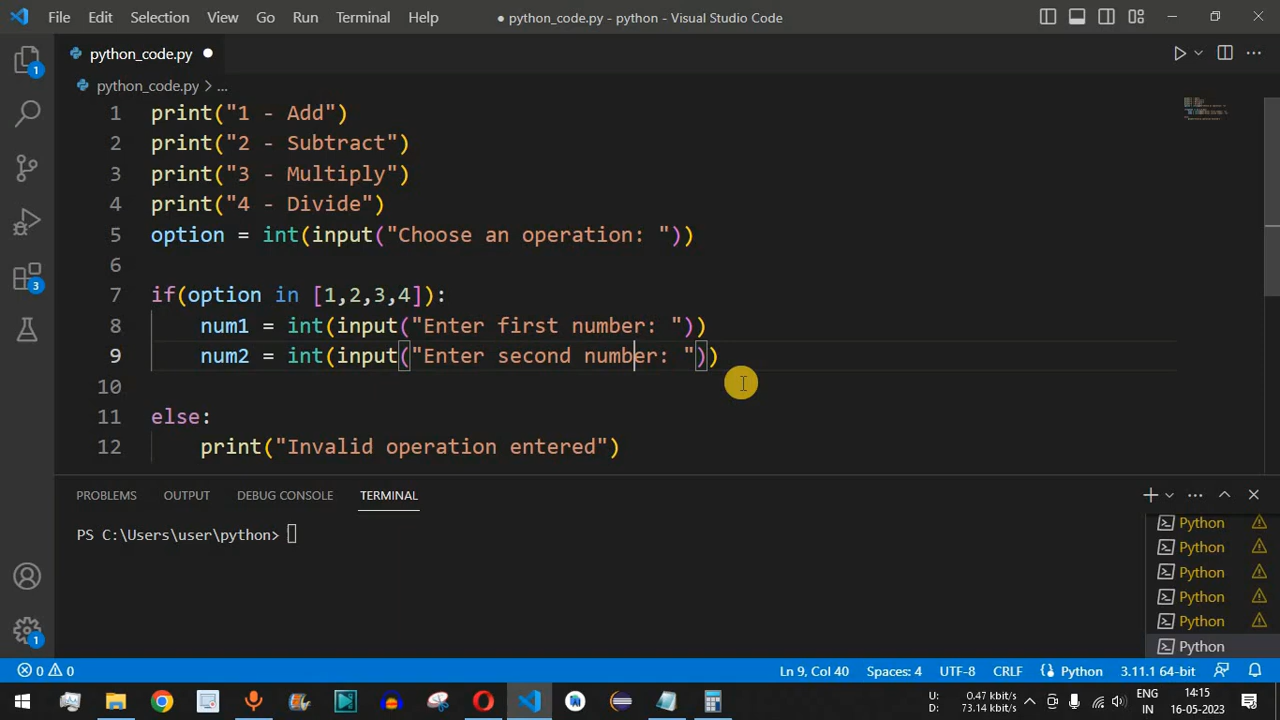 File Edit Selection View Go Run Terminal Help ● python_code.py - python - Visual Studio Code
python_code.py ●
python_code.py > ...
1 print("1 - Add")
2 print("2 - Subtract")
3 print("3 - Multiply")
4 print("4 - Divide")
5 option = int(input("Choose an operation: "))
6
7 if(option in [1,2,3,4]):
8 num1 = int(input("Enter first number: "))
9 num2 = int(input("Enter second number: "))
10
11 else:
12 print("Invalid operation entered")
PROBLEMS OUTPUT DEBUG CONSOLE TERMINAL
PS C:\Users\user\python>
Python
Python
Python
Python
Python
Python
1
3
1
0 0 Ln 9, Col 40 Spaces: 4 UTF-8 CRLF Python 3.11.1 64-bit
U: 0.47 kbit/s
D: 73.14 kbit/s
ENG
IN
14:15
16-05-2023